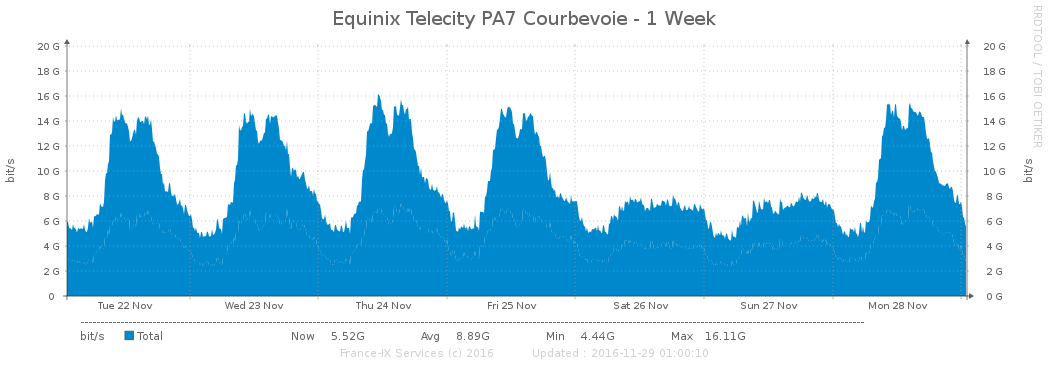 Equinix Telecity PA7 Courbevoie - 1 Week
RRDTOOL / TOBI OETIKER
bit/s
20 G 20 G
18 G 18 G
16 G 16 G
14 G 14 G
12 G 12 G
10 G 10 G
8 G 8 G
6 G 6 G
4 G 4 G
2 G 2 G
0 0 G
bit/s
Tue 22 Nov Wed 23 Nov Thu 24 Nov Fri 25 Nov Sat 26 Nov Sun 27 Nov Mon 28 Nov
bit/s Total Now 5.52G Avg 8.89G Min 4.44G Max 16.11G
France-IX Services (c) 2016 Updated : 2016-11-29 01:00:10